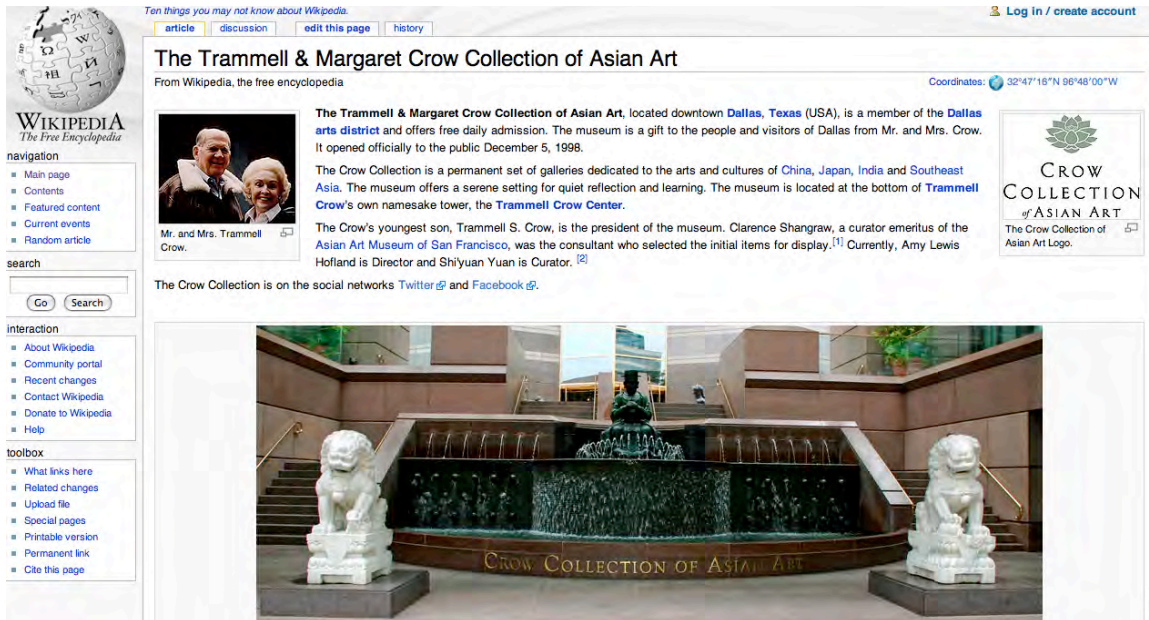 Ten things you may not know about Wikipedia.
Log in / create account
article
discussion
edit this page
history
WIKIPEDIA
The Free Encyclopedia
The Trammell & Margaret Crow Collection of Asian Art
From Wikipedia, the free encyclopedia
Coordinates: 32°47′18″N 96°48′00″W
Mr. and Mrs. Trammell
Crow.
The Trammell & Margaret Crow Collection of Asian Art, located downtown Dallas, Texas (USA), is a member of the Dallas
arts district and offers free daily admission. The museum is a gift to the people and visitors of Dallas from Mr. and Mrs. Crow.
It opened officially to the public December 5, 1998.
The Crow Collection is a permanent set of galleries dedicated to the arts and cultures of China, Japan, India and Southeast
Asia. The museum offers a serene setting for quiet reflection and learning. The museum is located at the bottom of Trammell
Crow's own namesake tower, the Trammell Crow Center.
The Crow's youngest son, Trammell S. Crow, is the president of the museum. Clarence Shangraw, a curator emeritus of the
Asian Art Museum of San Francisco, was the consultant who selected the initial items for display.[1] Currently, Amy Lewis
Hofland is Director and Shi'yuan Yuan is Curator. [2]
CROW
COLLECTION
of ASIAN ART
The Crow Collection of
Asian Art Logo.
The Crow Collection is on the social networks Twitter and Facebook.
CROW COLLECTION OF ASIAN ART
navigation
Main page
Contents
Featured content
Current events
Random article
search
Go
Search
interaction
About Wikipedia
Community portal
Recent changes
Contact Wikipedia
Donate to Wikipedia
Help
toolbox
What links here
Related changes
Upload file
Special pages
Printable version
Permanent link
Cite this page